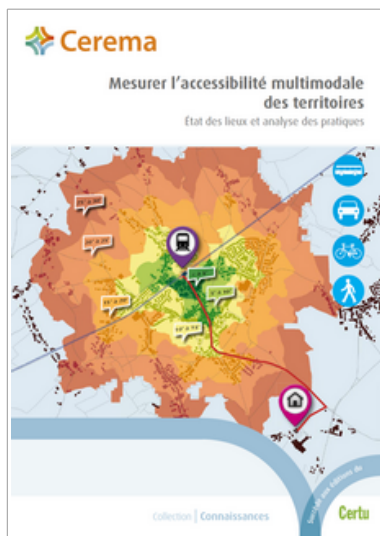 Cerema
Mesurer l'accessibilité multimodale
des territoires
État des lieux et analyse des pratiques
Collection | Connaissances
Certu